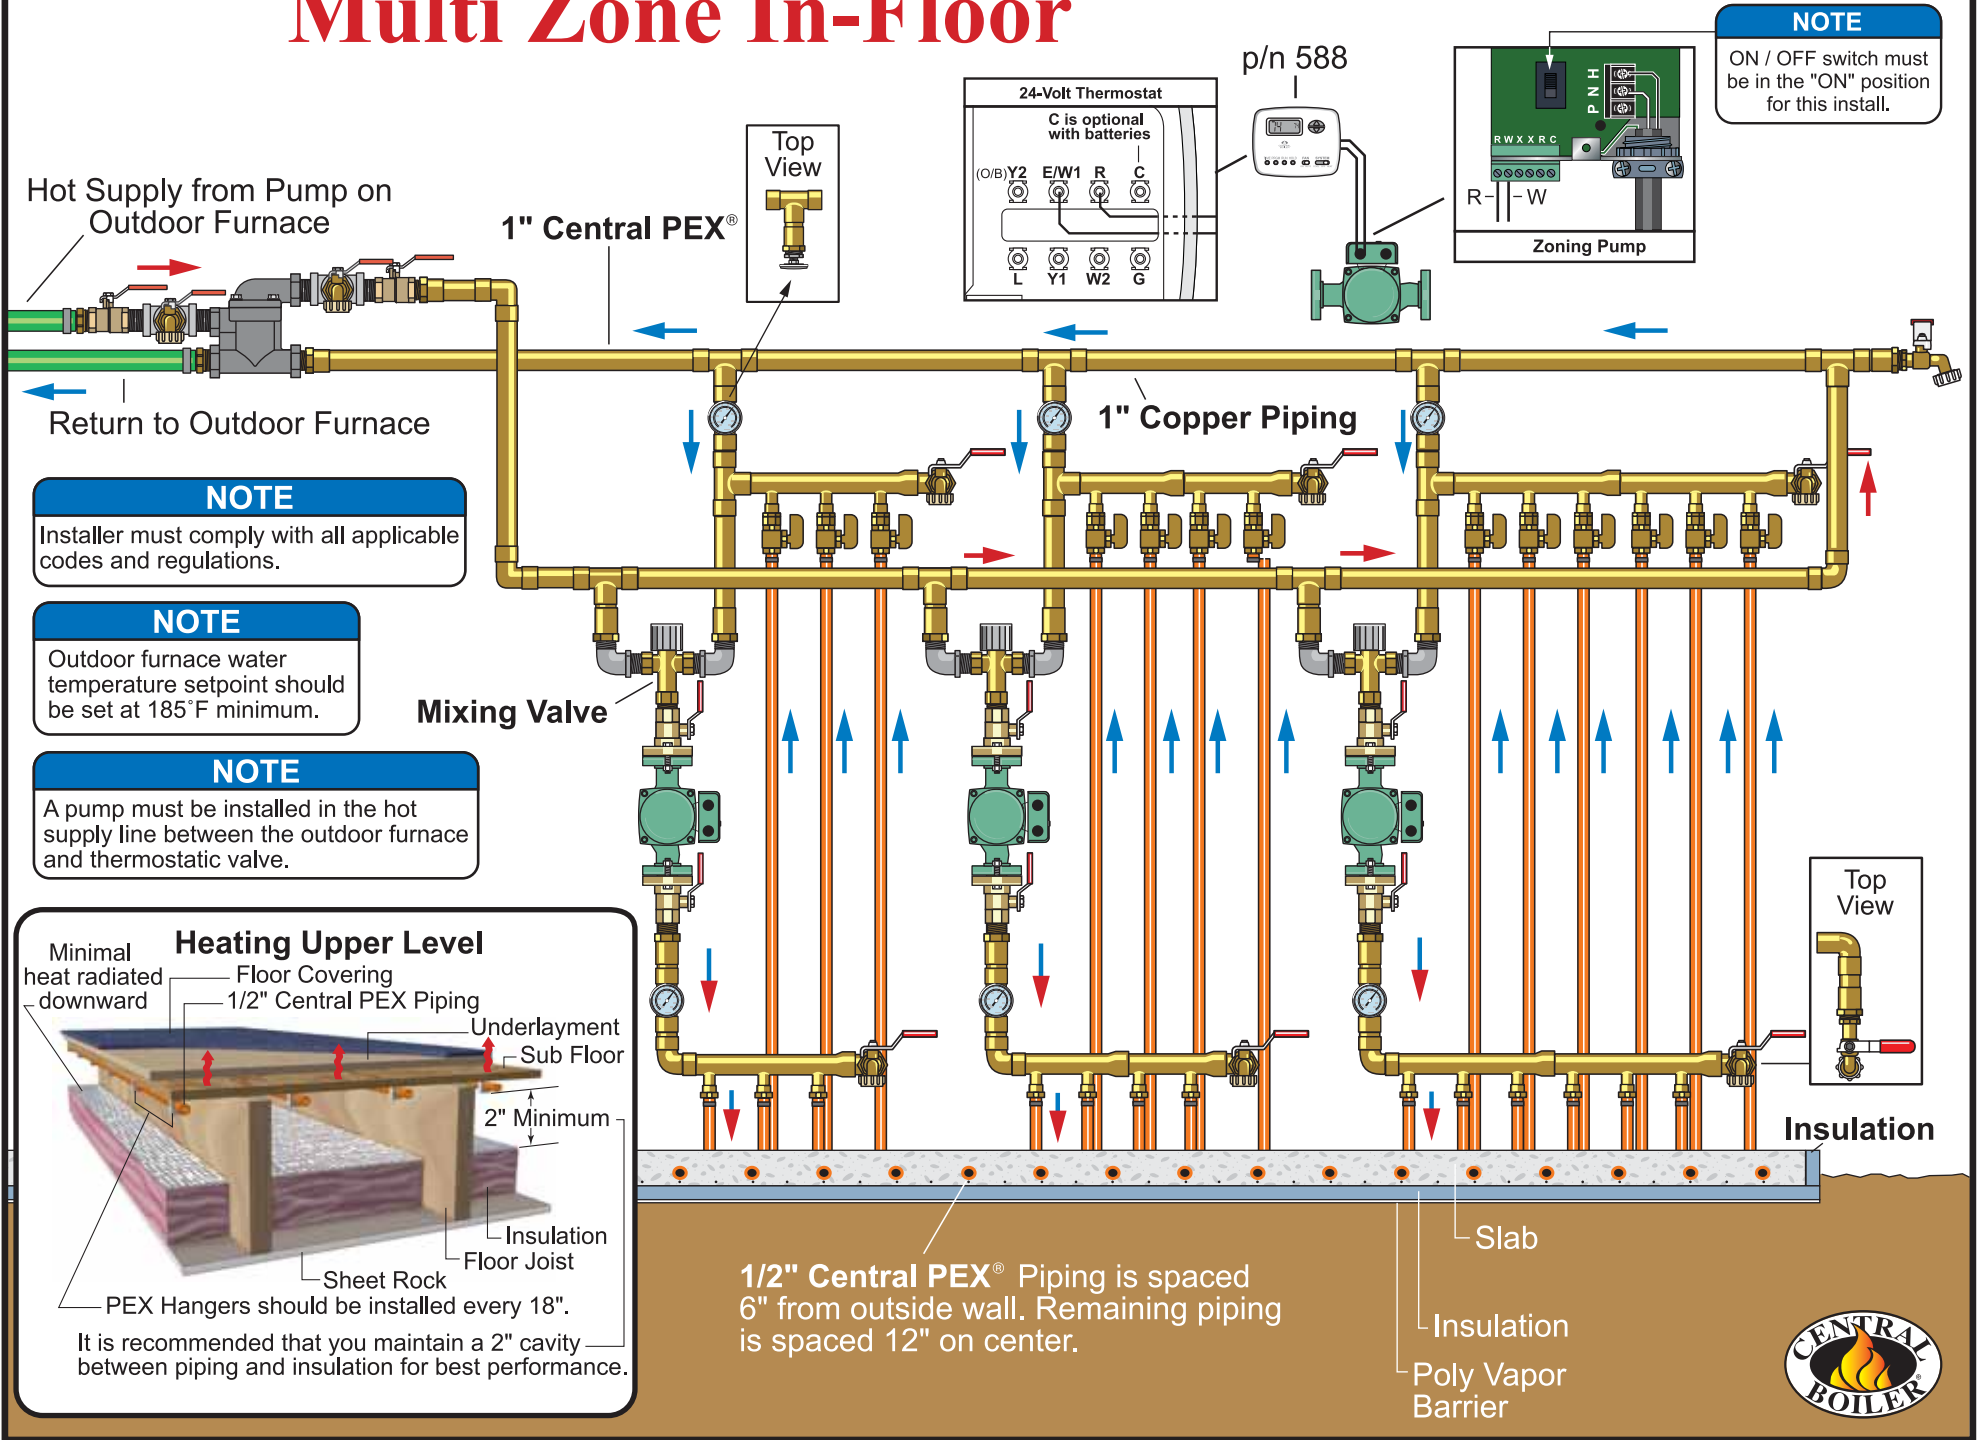 Multi Zone In-Floor
NOTE
ON / OFF switch must
be in the "ON" position
for this install.
p/n 588
24-Volt Thermostat
C is optional
with batteries
(O/B) Y2 E/W1 R C
L Y1 W2 G
P N H
R W X X R C
R W
Zoning Pump
Top
View
Hot Supply from Pump on
Outdoor Furnace
1" Central PEX®
Return to Outdoor Furnace
1" Copper Piping
NOTE
Installer must comply with all applicable
codes and regulations.
NOTE
Outdoor furnace water
temperature setpoint should
be set at 185°F minimum.
Mixing Valve
NOTE
A pump must be installed in the hot
supply line between the outdoor furnace
and thermostatic valve.
Top
View
Heating Upper Level
Minimal
heat radiated
downward
Floor Covering
1/2" Central PEX Piping
Underlayment
Sub Floor
2" Minimum
Insulation
Floor Joist
Sheet Rock
PEX Hangers should be installed every 18".
It is recommended that you maintain a 2" cavity
between piping and insulation for best performance.
Insulation
Slab
1/2" Central PEX® Piping is spaced
6" from outside wall. Remaining piping
is spaced 12" on center.
Insulation
Poly Vapor
Barrier
CENTRAL
BOILER®